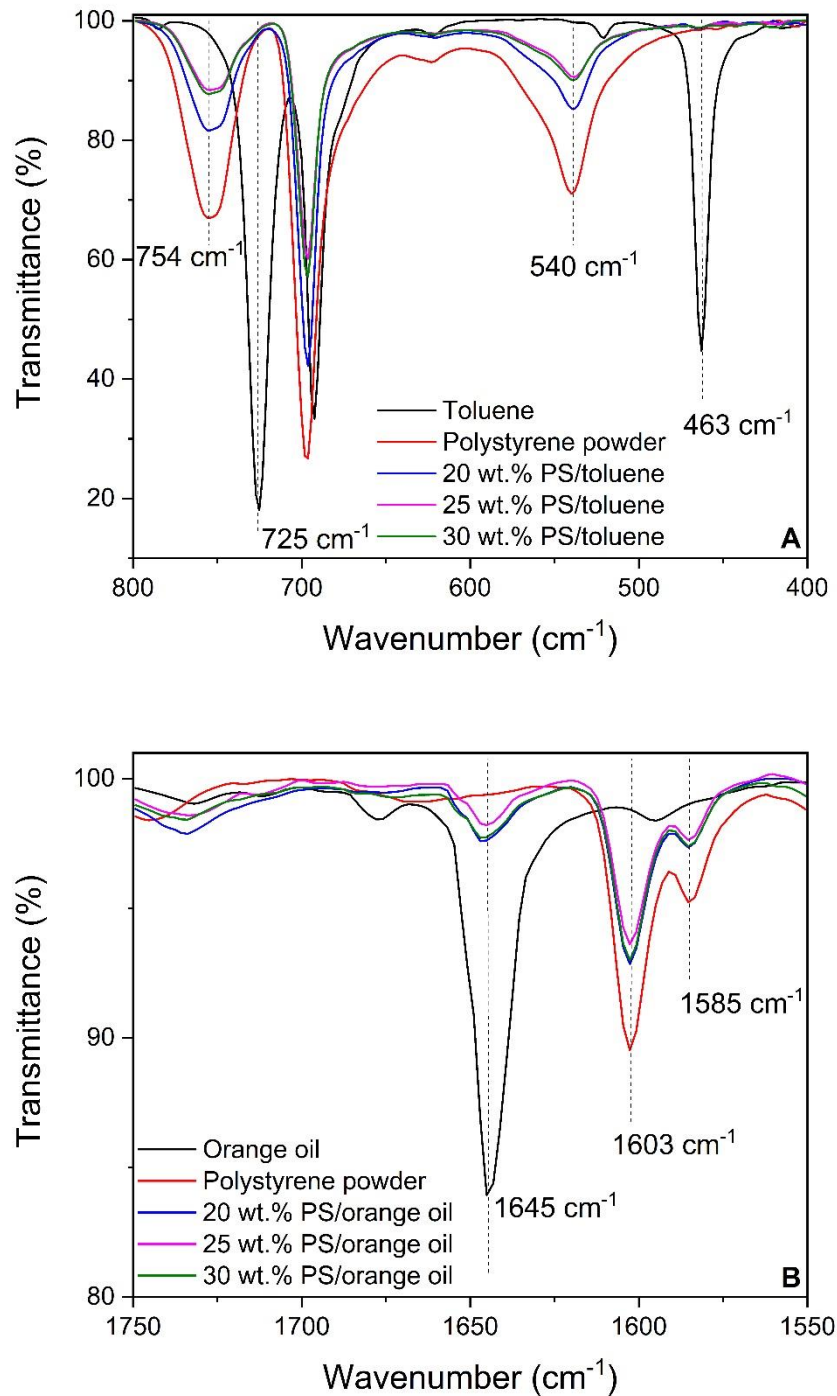 100
80
60
40
20
Transmittance (%)
754 cm⁻¹
540 cm⁻¹
463 cm⁻¹
725 cm⁻¹
Toluene
Polystyrene powder
20 wt.% PS/toluene
25 wt.% PS/toluene
30 wt.% PS/toluene
A
800 700 600 500 400
Wavenumber (cm⁻¹)
100
90
80
Transmittance (%)
1585 cm⁻¹
1603 cm⁻¹
1645 cm⁻¹
Orange oil
Polystyrene powder
20 wt.% PS/orange oil
25 wt.% PS/orange oil
30 wt.% PS/orange oil
B
1750 1700 1650 1600 1550
Wavenumber (cm⁻¹)